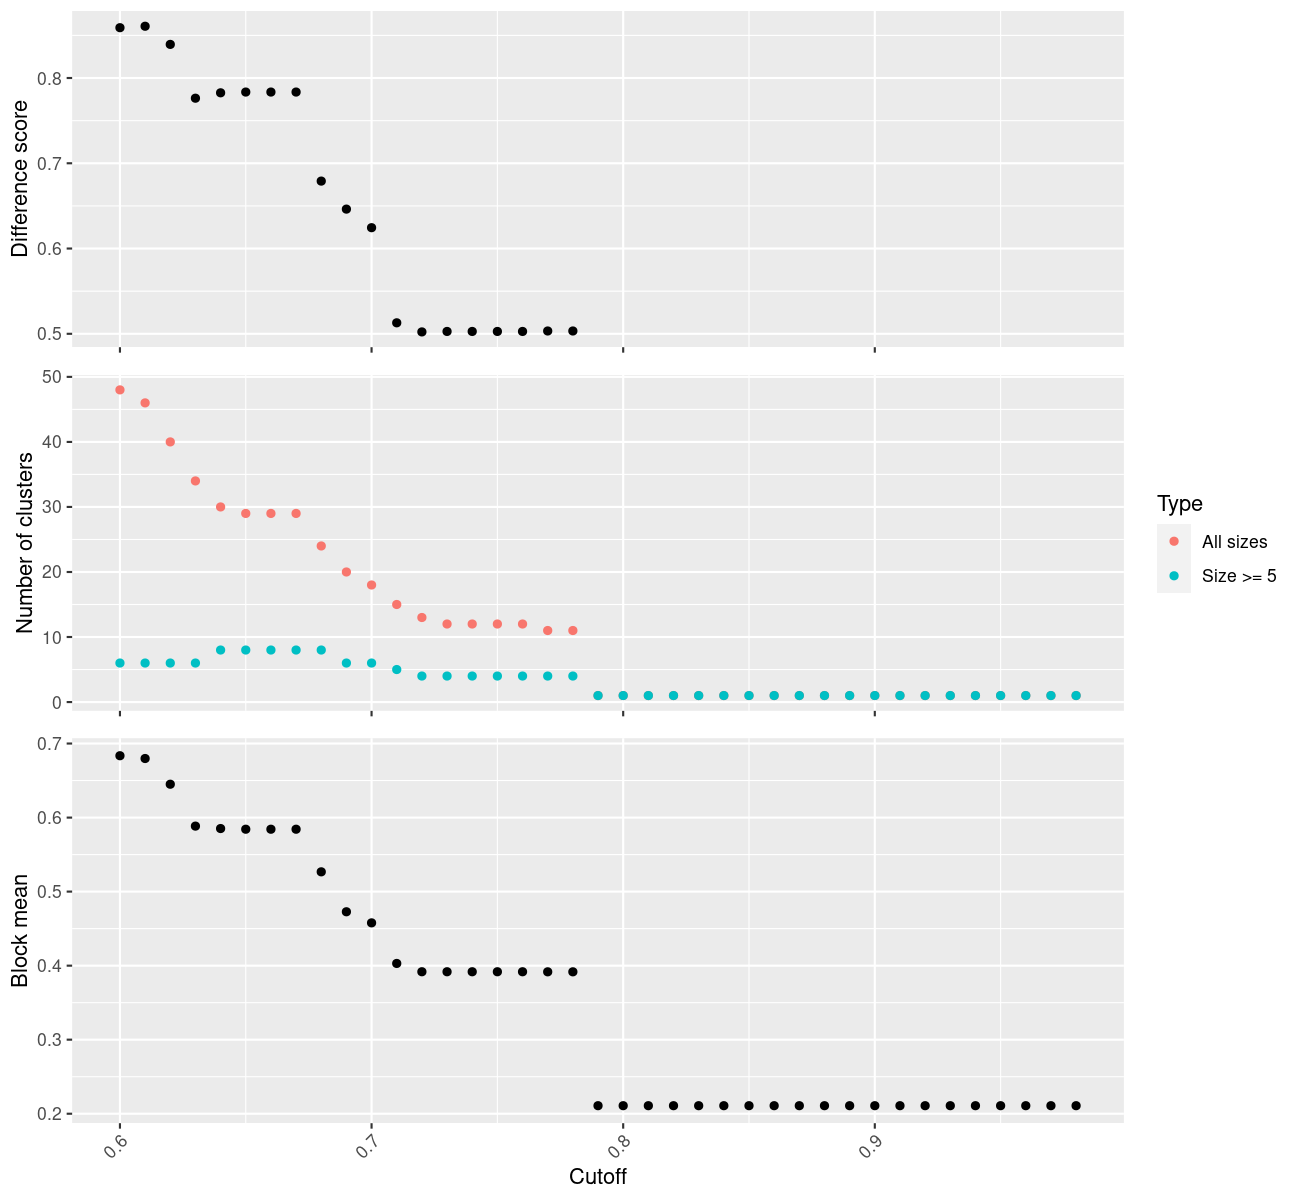 Difference score
0.8
0.7
0.6
0.5
Number of clusters
50
40
30
20
10
0
Type
All sizes
Size >= 5
Block mean
0.7
0.6
0.5
0.4
0.3
0.2
0.6 0.7 0.8 0.9
Cutoff